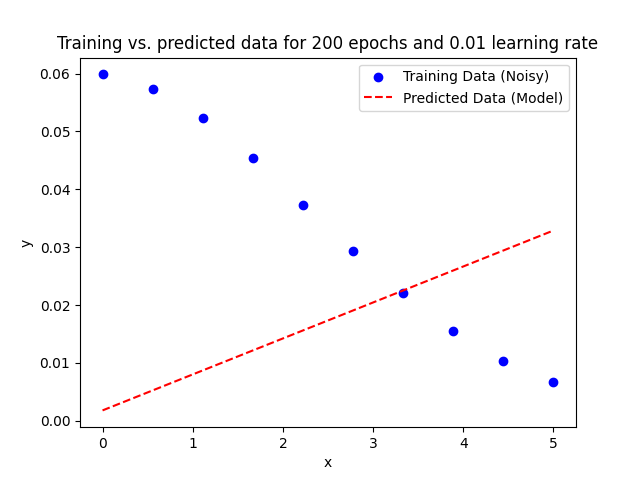 Training vs. predicted data for 200 epochs and 0.01 learning rate
Training Data (Noisy)
Predicted Data (Model)
0.06
0.05
0.04
0.03
0.02
0.01
0.00
y
0 1 2 3 4 5
x